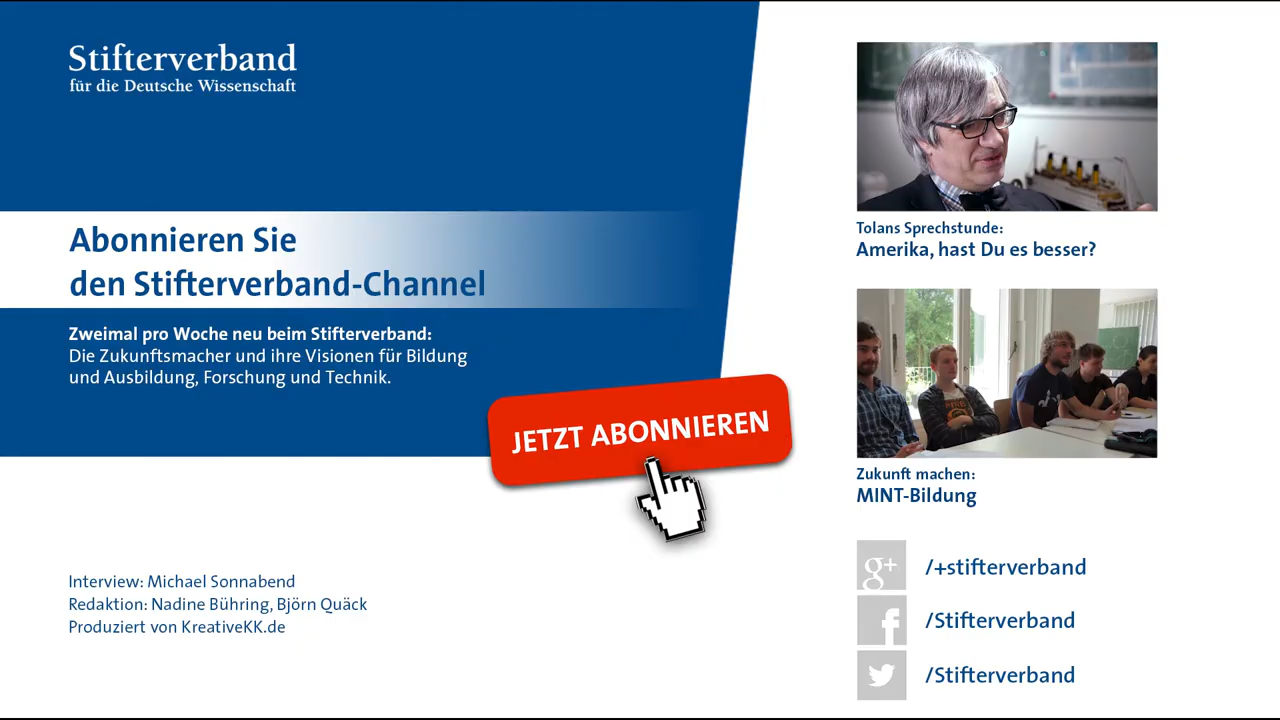 Stifterverband
für die Deutsche Wissenschaft
Abonnieren Sie
den Stifterverband-Channel
Zweimal pro Woche neu beim Stifterverband:
Die Zukunftsmacher und ihre Visionen für Bildung
und Ausbildung, Forschung und Technik.
JETZT ABONNIEREN
Interview: Michael Sonnabend
Redaktion: Nadine Bühring, Björn Quäck
Produziert von KreativeKK.de
Tolans Sprechstunde:
Amerika, hast Du es besser?
Zukunft machen:
MINT-Bildung
g+ /+stifterverband
f /Stifterverband
/Stifterverband